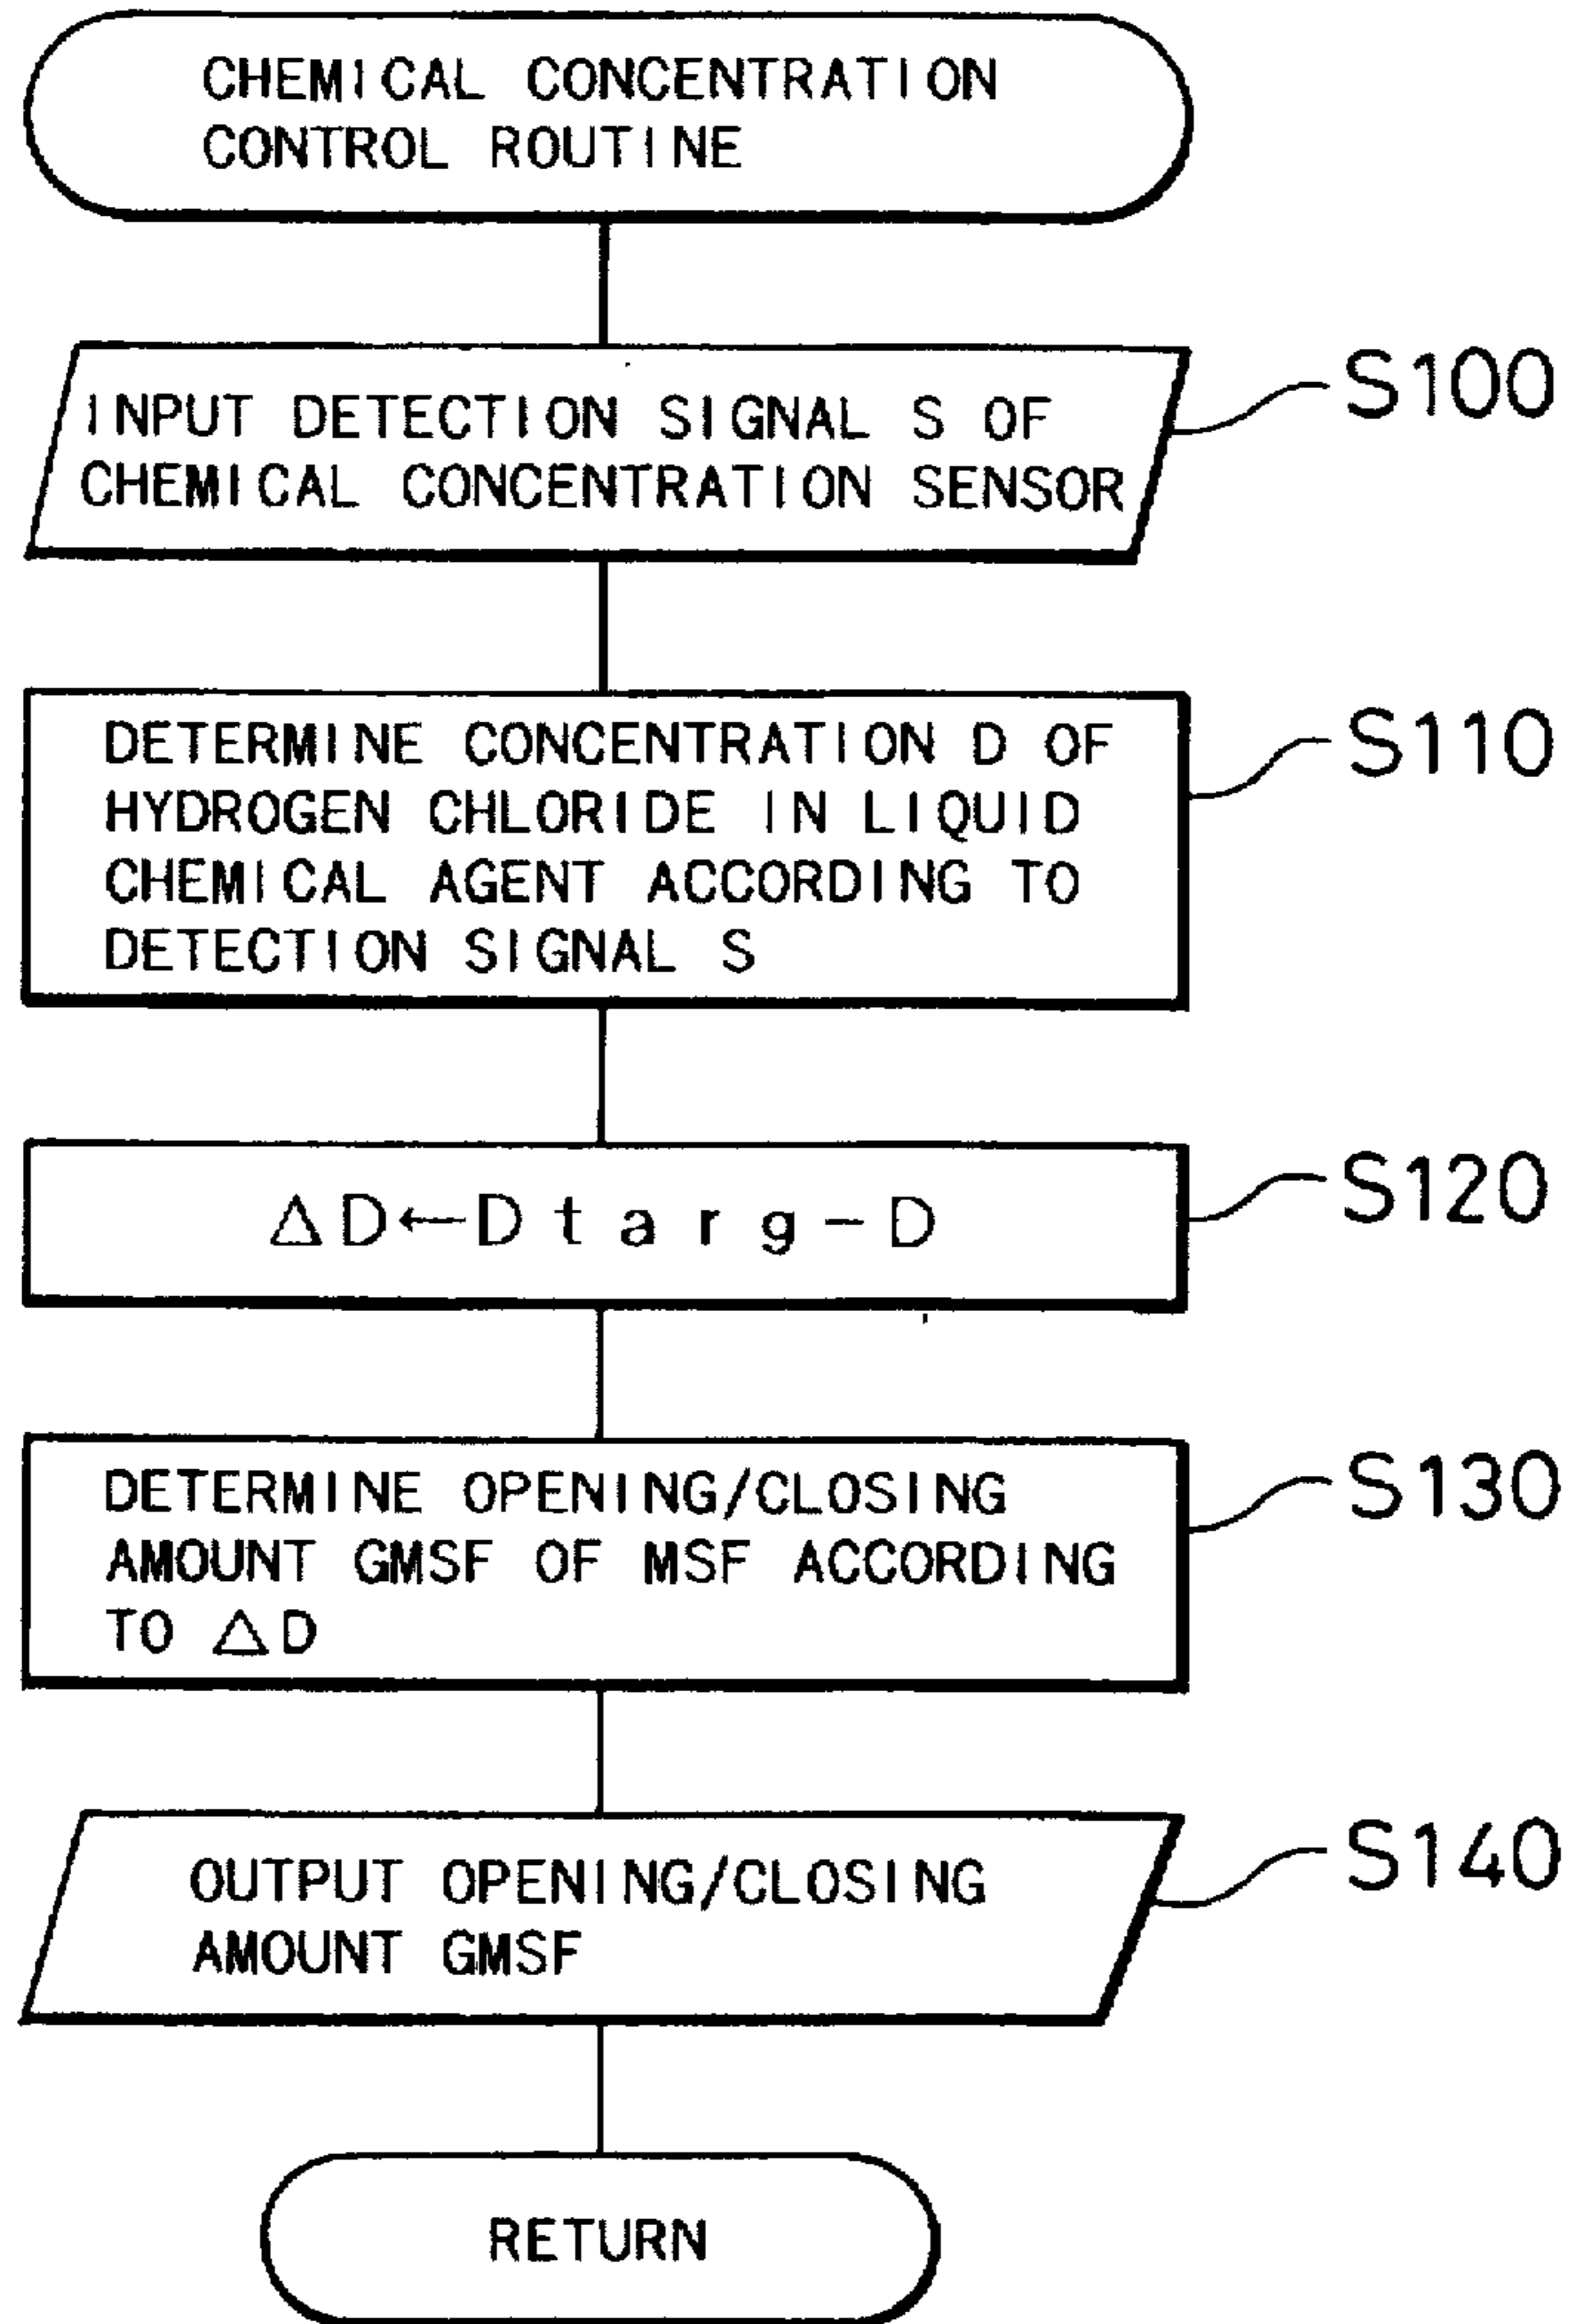 CHEMICAL CONCENTRATION
CONTROL ROUTINE
INPUT DETECTION SIGNAL S OF
CHEMICAL CONCENTRATION SENSOR
S100
DETERMINE CONCENTRATION D OF
HYDROGEN CHLORIDE IN LIQUID
CHEMICAL AGENT ACCORDING TO
DETECTION SIGNAL S
S110
△D←Dtarg-D
S120
DETERMINE OPENING/CLOSING
AMOUNT GMSF OF MSF ACCORDING
TO △D
S130
OUTPUT OPENING/CLOSING
AMOUNT GMSF
S140
RETURN